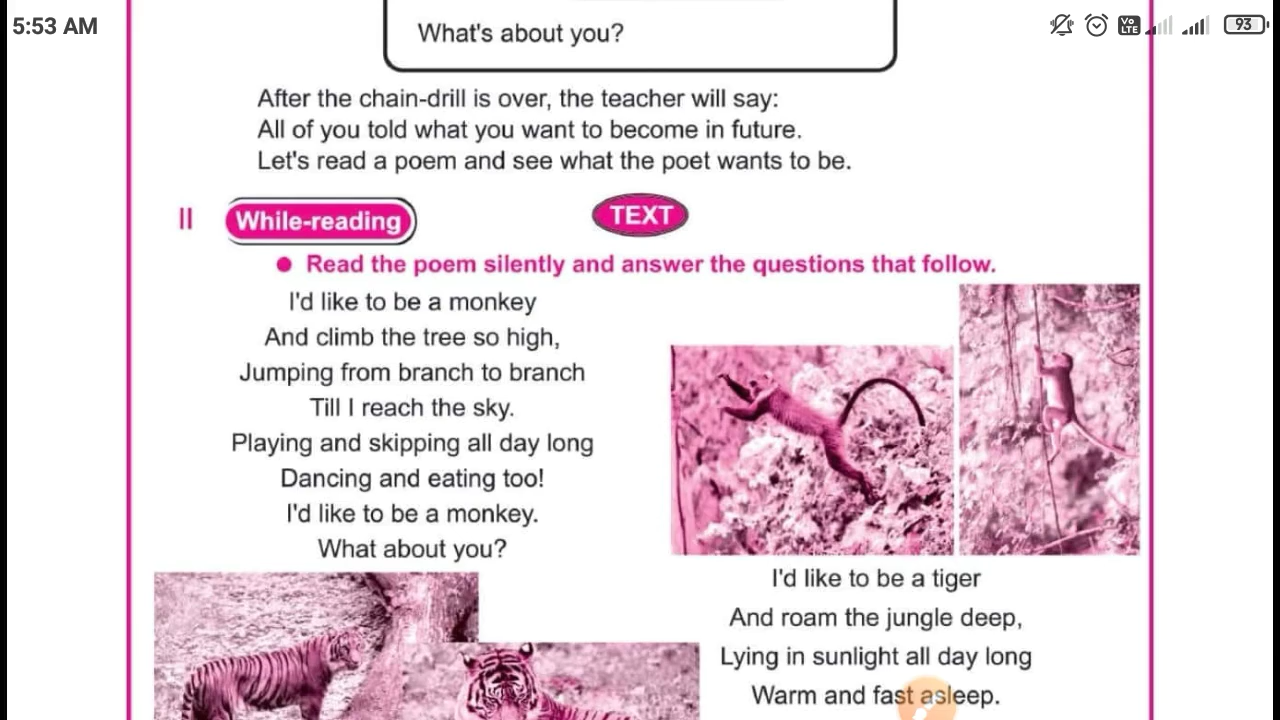 5:53 AM
Vo LTE
93
What's about you?
After the chain-drill is over, the teacher will say:
All of you told what you want to become in future.
Let's read a poem and see what the poet wants to be.
II While-reading TEXT
● Read the poem silently and answer the questions that follow.
I'd like to be a monkey
And climb the tree so high,
Jumping from branch to branch
Till I reach the sky.
Playing and skipping all day long
Dancing and eating too!
I'd like to be a monkey.
What about you?
I'd like to be a tiger
And roam the jungle deep,
Lying in sunlight all day long
Warm and fast asleep.